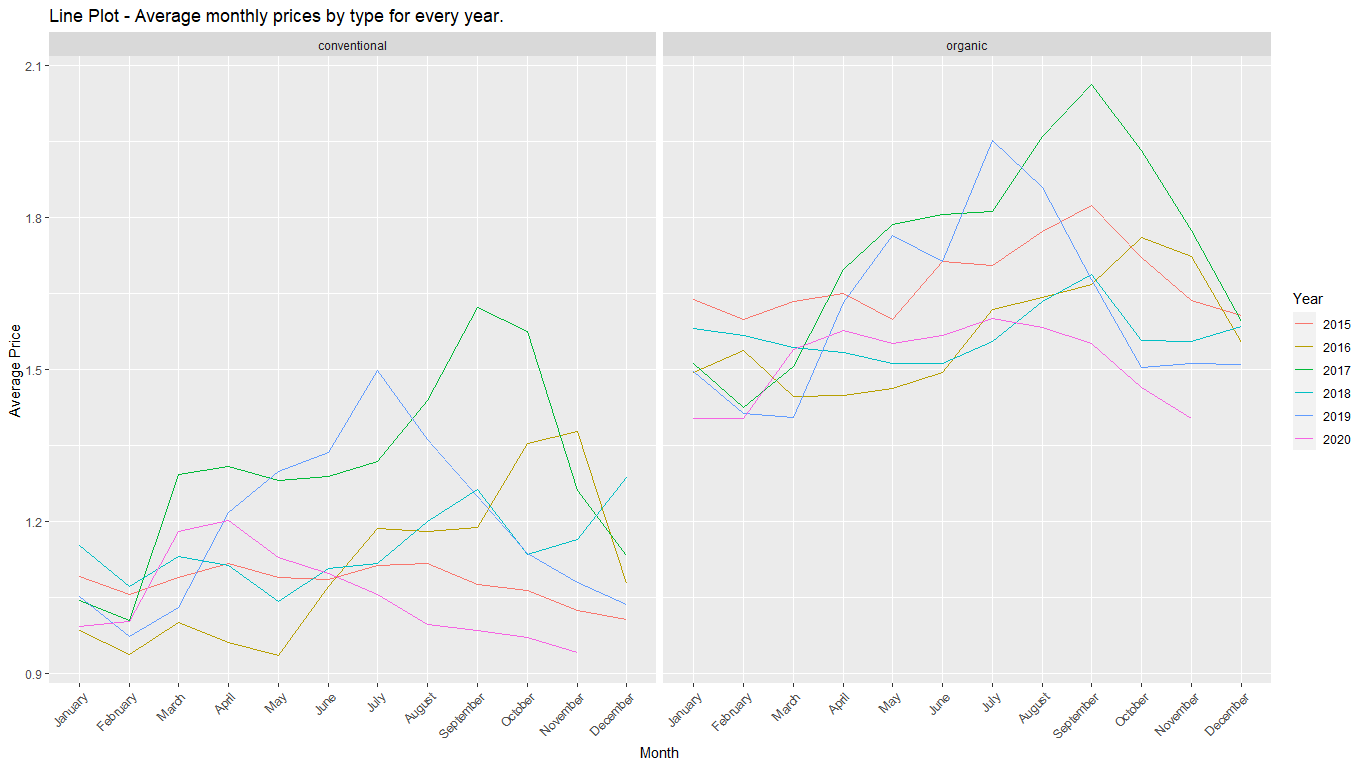 Line Plot - Average monthly prices by type for every year.
conventional
organic
Average Price
2.1
1.8
1.5
1.2
0.9
January
February
March
April
May
June
July
August
September
October
November
December
January
February
March
April
May
June
July
August
September
October
November
December
Month
Year
2015
2016
2017
2018
2019
2020